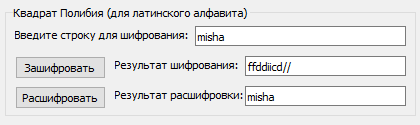 Квадрат Полибия (для латинского алфавита)
Введите строку для шифрования: misha
Зашифровать Результат шифрования: ffddiicd//
Расшифровать Результат расшифровки: misha